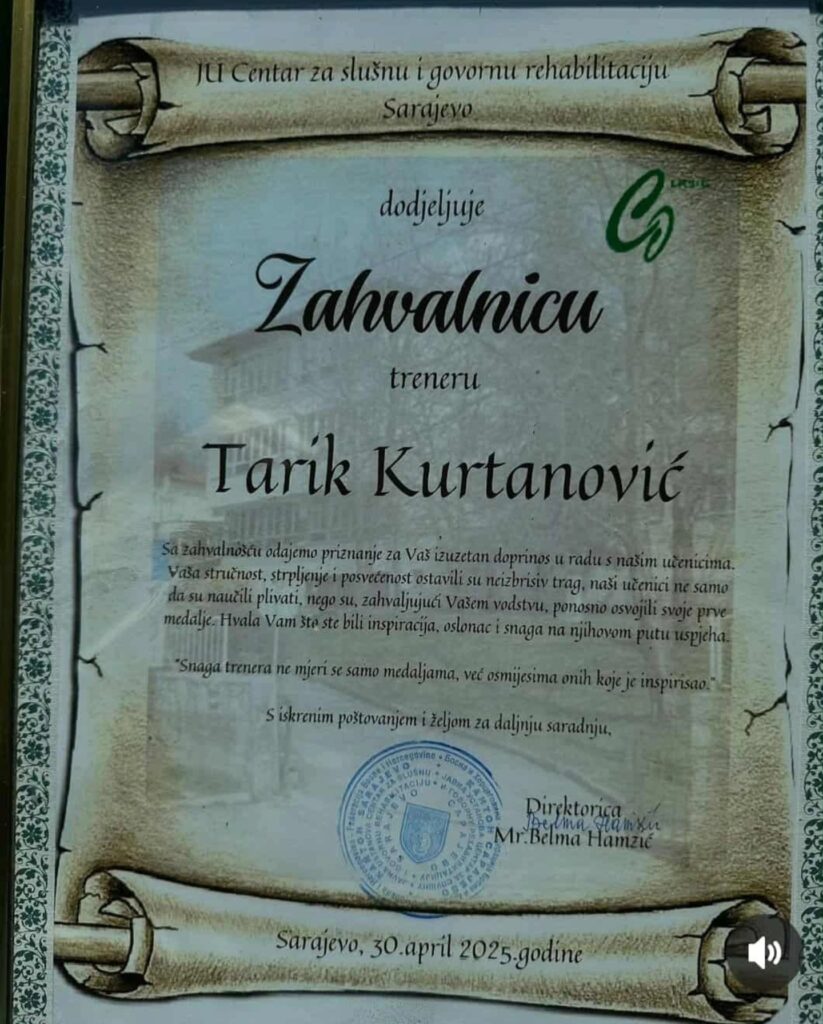 JU Centar za slušnu i govornu rehabilitaciju
Sarajevo
dodjeljuje
Zahvalnicu
treneru
Tarik Kurtanović
Sa zahvalnošću odajemo priznanje za Vaš izuzetan doprinos u radu s našim učenicima.
Vaša stručnost, strpljenje i posvećenost ostavili su neizbrisiv trag, naši učenici ne samo
da su naučili plivati, nego su, zahvaljujući Vašem vodstvu, ponosno osvojili svoje prve
medalje. Hvala Vam što ste bili inspiracija, oslonac i snaga na njihovom putu uspjeha.
"Snaga trenera ne mjeri se samo medaljama, već osmijesima onih koje je inspirisao."
S iskrenim poštovanjem i željom za daljnju saradnju,
Direktorica
Belma Hamzić
Mr.Belma Hamzić
Sarajevo, 30.april 2025.godine